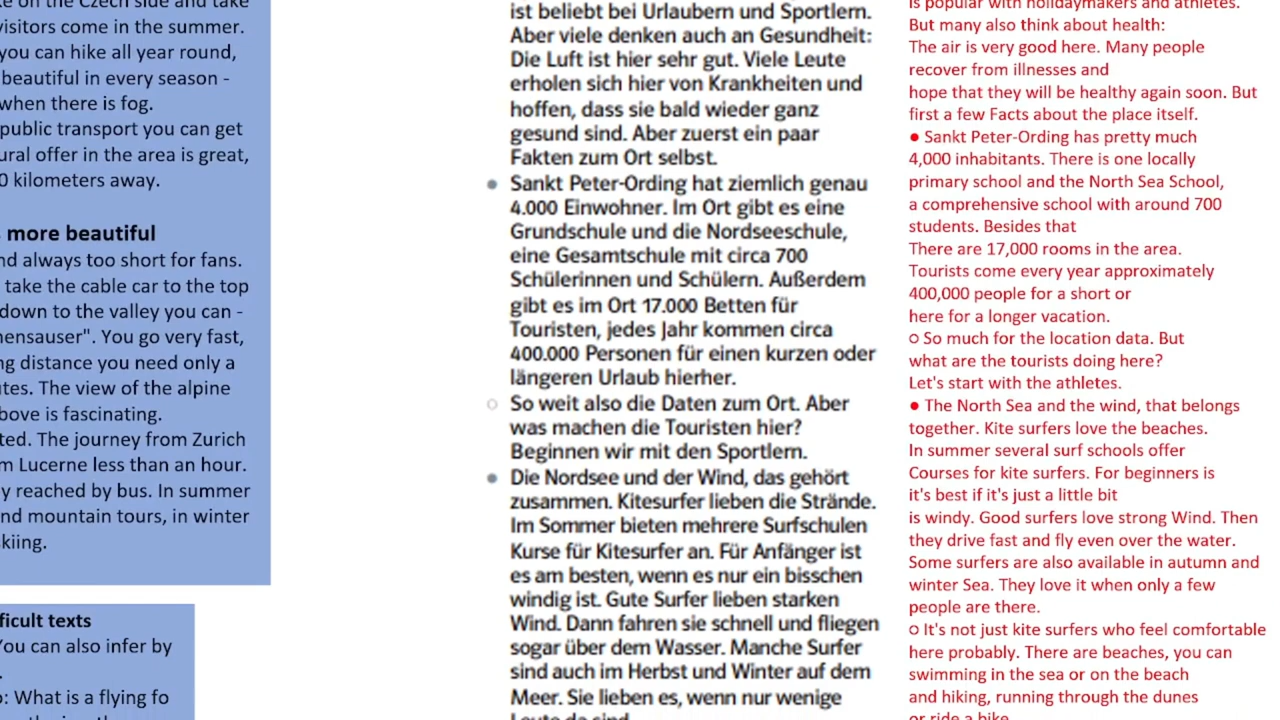 ke on the Czech side and take
visitors come in the summer.
you can hike all year round,
beautiful in every season -
when there is fog.
public transport you can get
ural offer in the area is great,
0 kilometers away.
more beautiful
nd always too short for fans.
take the cable car to the top
down to the valley you can -
hensauser". You go very fast,
ng distance you need only a
utes. The view of the alpine
bove is fascinating.
ted. The journey from Zurich
m Lucerne less than an hour.
y reached by bus. In summer
nd mountain tours, in winter
skiing.
ficult texts
You can also infer by
.
o: What is a flying fo
ist beliebt bei Urlaubern und Sportlern.
Aber viele denken auch an Gesundheit:
Die Luft ist hier sehr gut. Viele Leute
erholen sich hier von Krankheiten und
hoffen, dass sie bald wieder ganz
gesund sind. Aber zuerst ein paar
Fakten zum Ort selbst.
● Sankt Peter-Ording hat ziemlich genau
4.000 Einwohner. Im Ort gibt es eine
Grundschule und die Nordseeschule,
eine Gesamtschule mit circa 700
Schülerinnen und Schülern. Außerdem
gibt es im Ort 17.000 Betten für
Touristen, jedes Jahr kommen circa
400.000 Personen für einen kurzen oder
längeren Urlaub hierher.
○ So weit also die Daten zum Ort. Aber
was machen die Touristen hier?
Beginnen wir mit den Sportlern.
● Die Nordsee und der Wind, das gehört
zusammen. Kitesurfer lieben die Strände.
Im Sommer bieten mehrere Surfschulen
Kurse für Kitesurfer an. Für Anfänger ist
es am besten, wenn es nur ein bisschen
windig ist. Gute Surfer lieben starken
Wind. Dann fahren sie schnell und fliegen
sogar über dem Wasser. Manche Surfer
sind auch im Herbst und Winter auf dem
Meer. Sie lieben es, wenn nur wenige
Leute da sind.
is popular with holidaymakers and athletes.
But many also think about health:
The air is very good here. Many people
recover from illnesses and
hope that they will be healthy again soon. But
first a few Facts about the place itself.
● Sankt Peter-Ording has pretty much
4,000 inhabitants. There is one locally
primary school and the North Sea School,
a comprehensive school with around 700
students. Besides that
There are 17,000 rooms in the area.
Tourists come every year approximately
400,000 people for a short or
here for a longer vacation.
○ So much for the location data. But
what are the tourists doing here?
Let's start with the athletes.
● The North Sea and the wind, that belongs
together. Kite surfers love the beaches.
In summer several surf schools offer
Courses for kite surfers. For beginners is
it's best if it's just a little bit
is windy. Good surfers love strong Wind. Then
they drive fast and fly even over the water.
Some surfers are also available in autumn and
winter Sea. They love it when only a few
people are there.
○ It's not just kite surfers who feel comfortable
here probably. There are beaches, you can
swimming in the sea or on the beach
and hiking, running through the dunes
or ride a bike